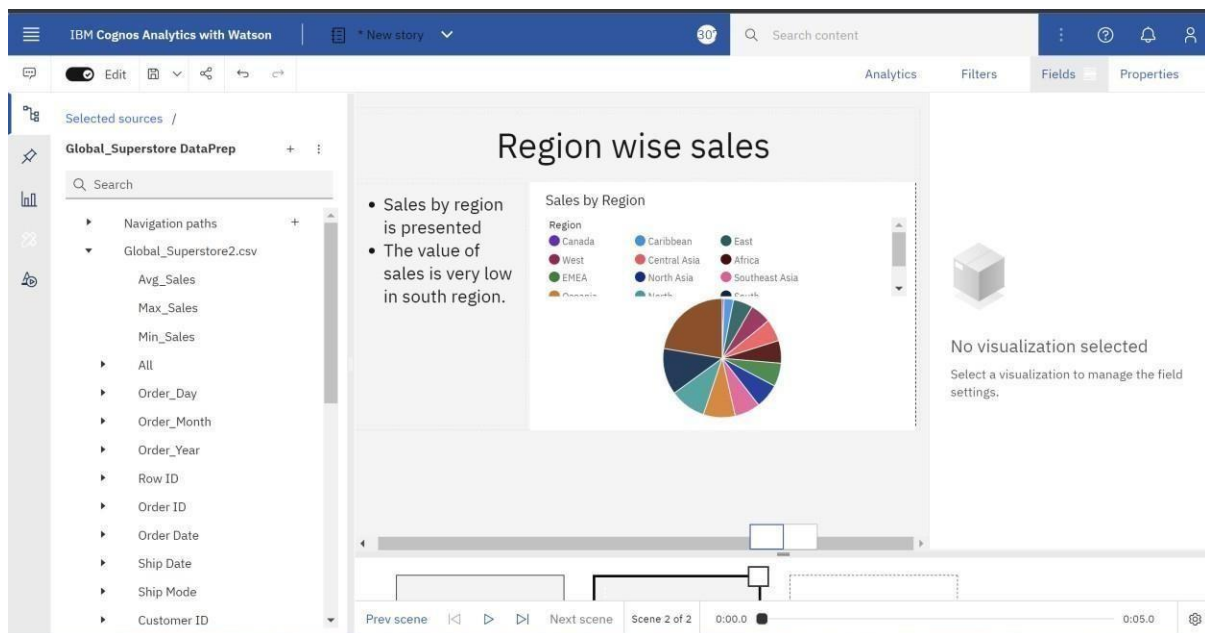 IBM Cognos Analytics with Watson
* New story
30
Search content
Edit
Analytics
Filters
Fields
Properties
Selected sources /
Global_Superstore DataPrep
Search
Navigation paths
Global_Superstore2.csv
Avg_Sales
Max_Sales
Min_Sales
All
Order_Day
Order_Month
Order_Year
Row ID
Order ID
Order Date
Ship Date
Ship Mode
Customer ID
Region wise sales
• Sales by region
is presented
• The value of
sales is very low
in south region.
Sales by Region
Region
Canada
Caribbean
East
West
Central Asia
Africa
EMEA
North Asia
Southeast Asia
Oceania
North
South
No visualization selected
Select a visualization to manage the field
settings.
Prev scene
Next scene
Scene 2 of 2
0:00.0
0:05.0